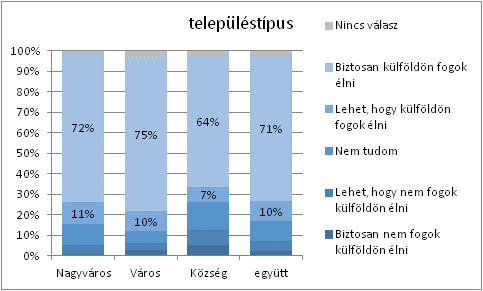 településtípus
Nincs válasz
Biztosan külföldön fogok
élni
Lehet, hogy külföldön
fogok élni
Nem tudom
Lehet, hogy nem fogok
külföldön élni
Biztosan nem fogok
külföldön élni
100%
90%
80%
70%
60%
50%
40%
30%
20%
10%
0%
72%
75%
64%
71%
11%
10%
7%
10%
Nagyváros
Város
Község
együtt